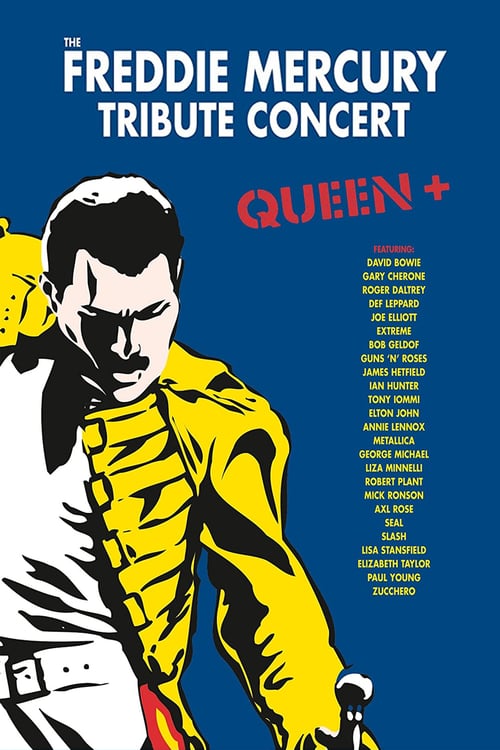 THE
FREDDIE MERCURY
TRIBUTE CONCERT
QUEEN +
FEATURING:
DAVID BOWIE
GARY CHERONE
ROGER DALTREY
DEF LEPPARD
JOE ELLIOTT
EXTREME
BOB GELDOF
GUNS 'N' ROSES
JAMES HETFIELD
IAN HUNTER
TONY IOMMI
ELTON JOHN
ANNIE LENNOX
METALLICA
GEORGE MICHAEL
LIZA MINNELLI
ROBERT PLANT
MICK RONSON
AXL ROSE
SEAL
SLASH
LISA STANSFIELD
ELIZABETH TAYLOR
PAUL YOUNG
ZUCCHERO